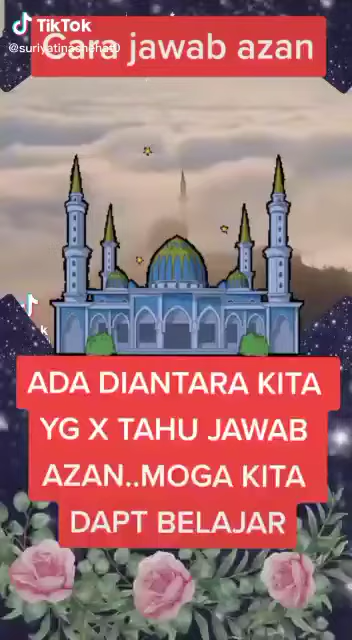 TikTok
Cara jawab azan
ADA DIANTARA KITA
YG X TAHU JAWAB
AZAN..MOGA KITA
DAPT BELAJAR